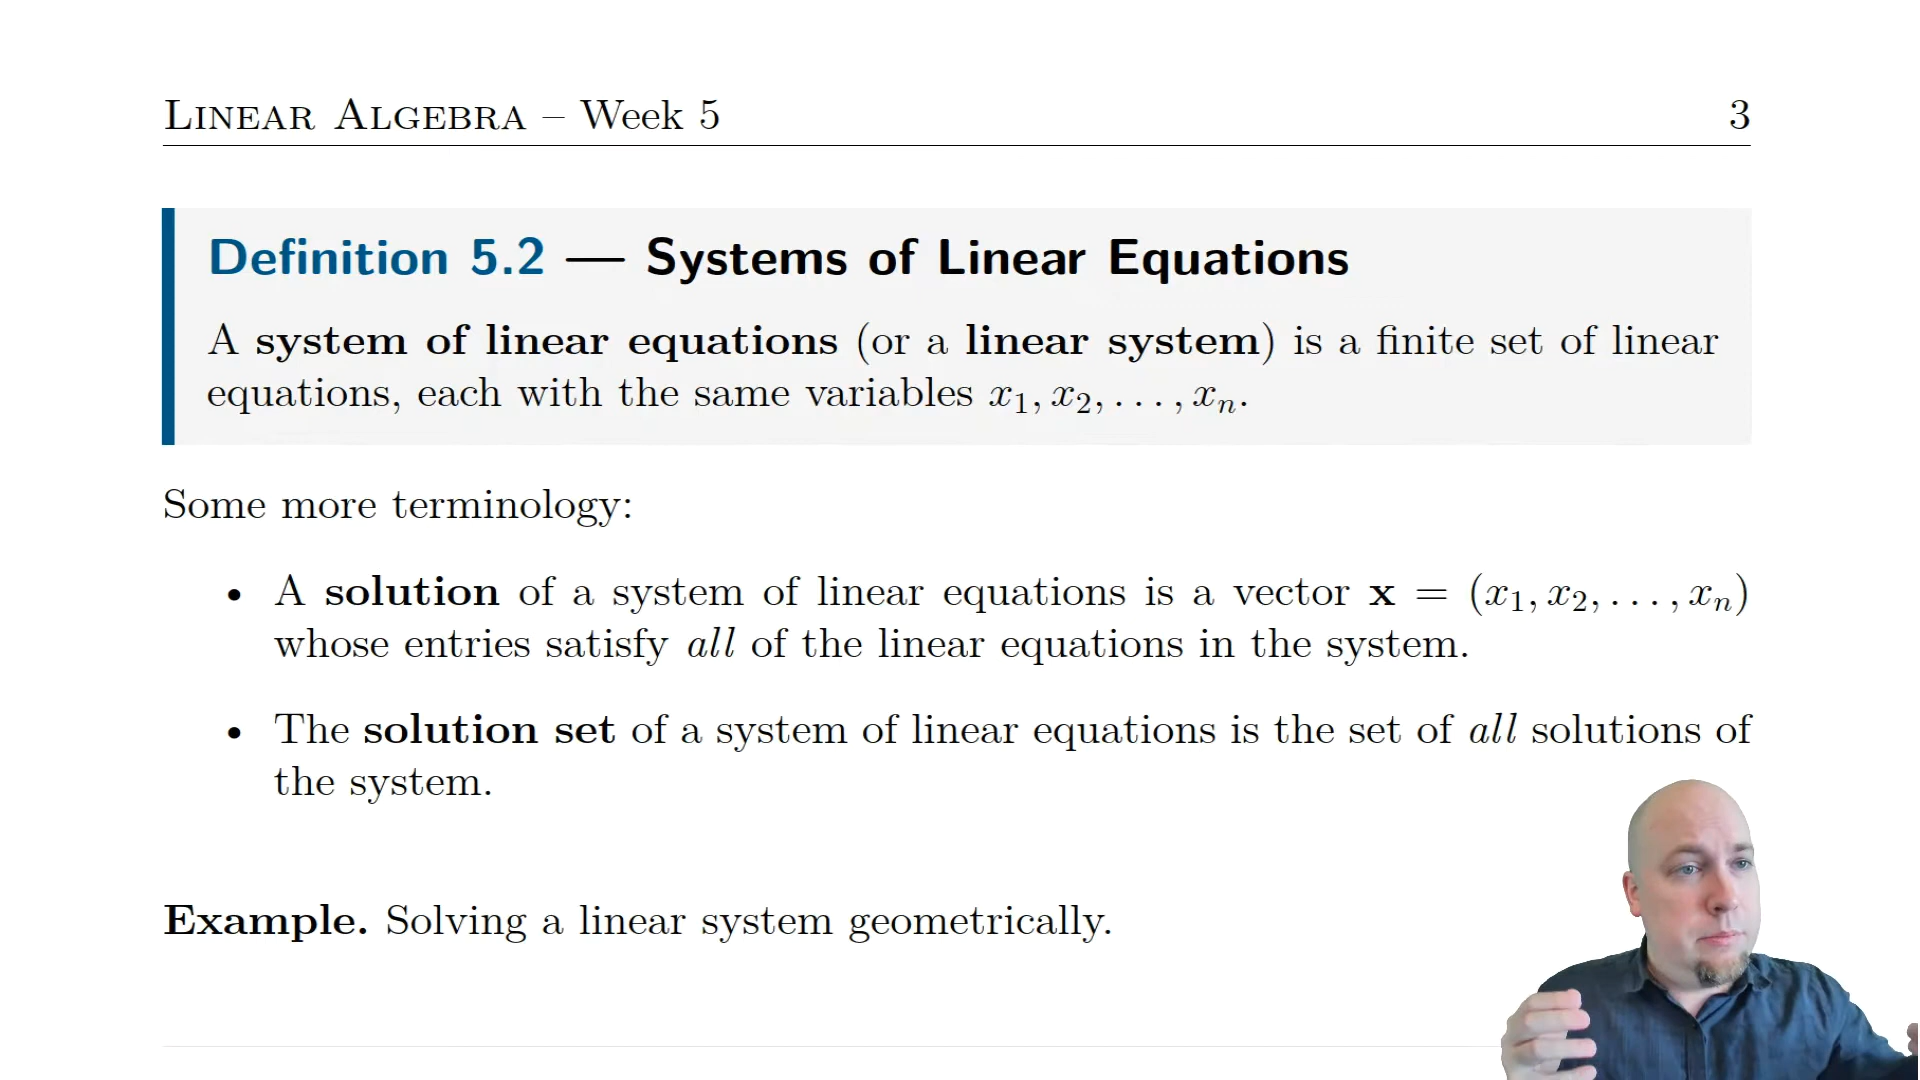 LINEAR ALGEBRA – Week 5 3
Definition 5.2 — Systems of Linear Equations
A system of linear equations (or a linear system) is a finite set of linear
equations, each with the same variables x₁, x₂, . . . , xₙ.
Some more terminology:
• A solution of a system of linear equations is a vector x = (x₁, x₂, . . . , xₙ)
whose entries satisfy all of the linear equations in the system.
• The solution set of a system of linear equations is the set of all solutions of
the system.
Example. Solving a linear system geometrically.